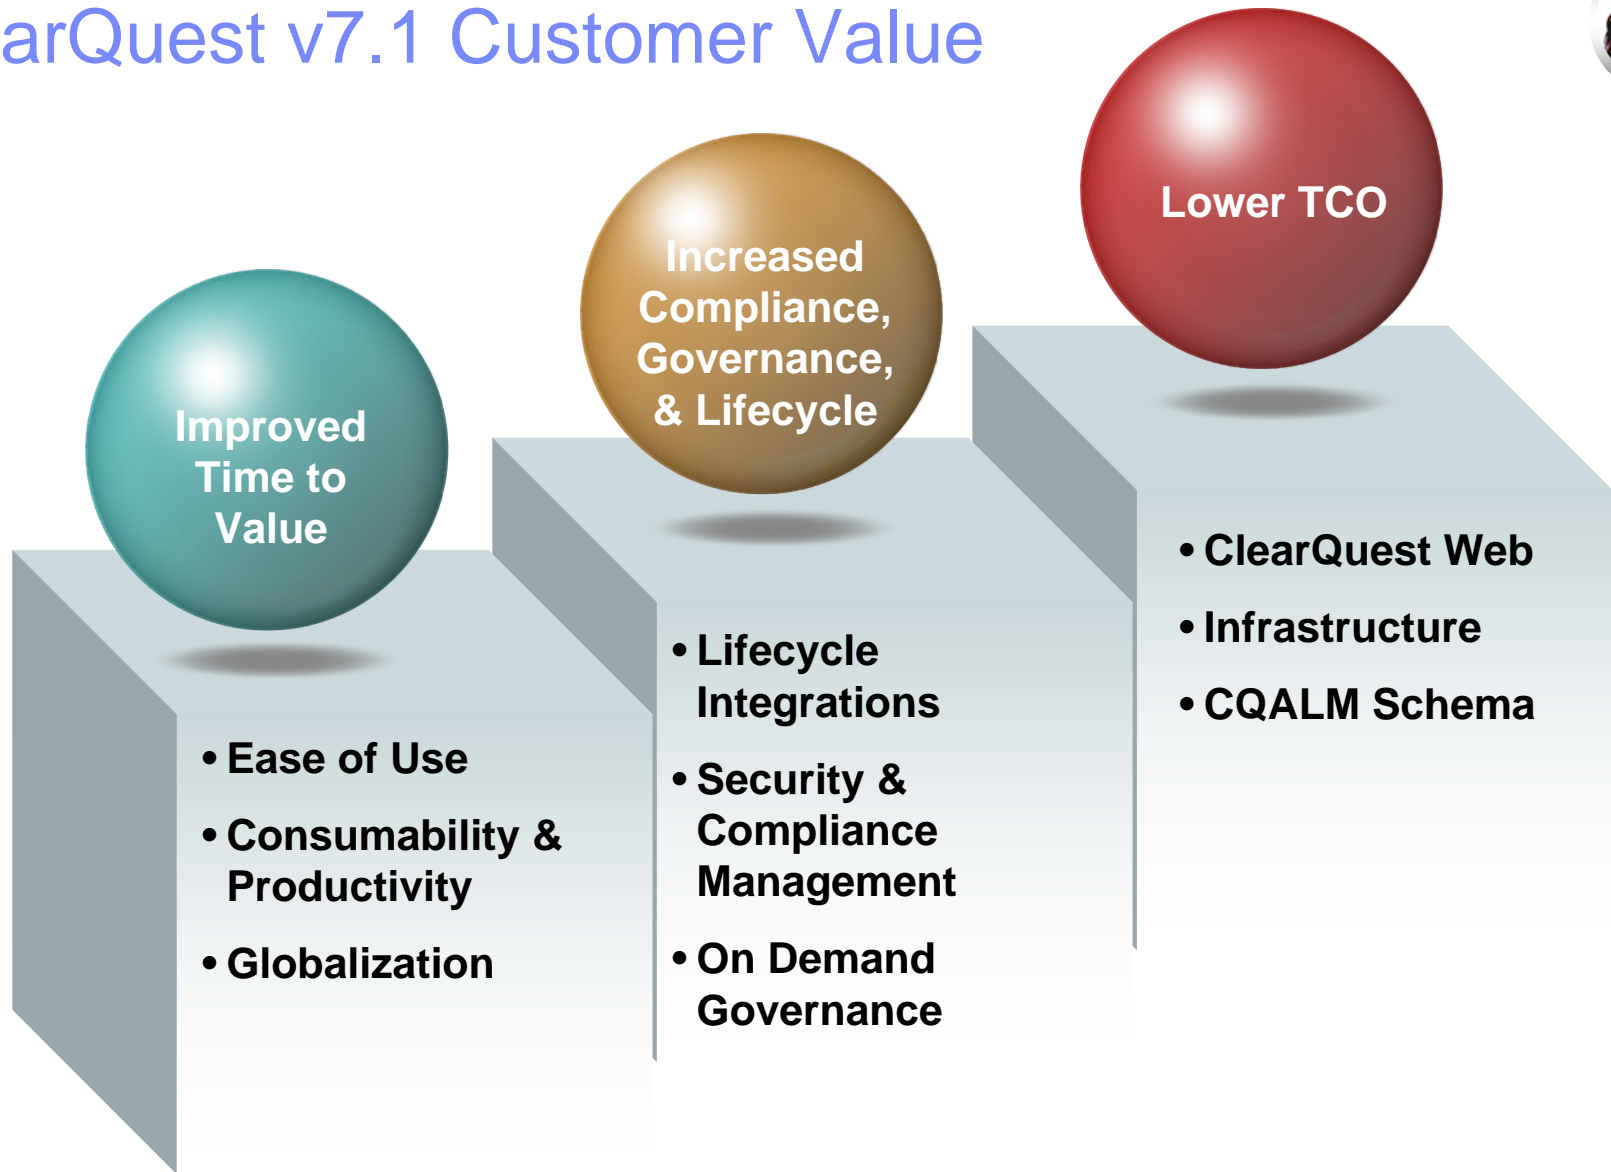 arQuest v7.1 Customer Value
Improved
Time to
Value
• Ease of Use
• Consumability &
Productivity
• Globalization
Increased
Compliance,
Governance,
& Lifecycle
• Lifecycle
Integrations
• Security &
Compliance
Management
• On Demand
Governance
Lower TCO
• ClearQuest Web
• Infrastructure
• CQALM Schema